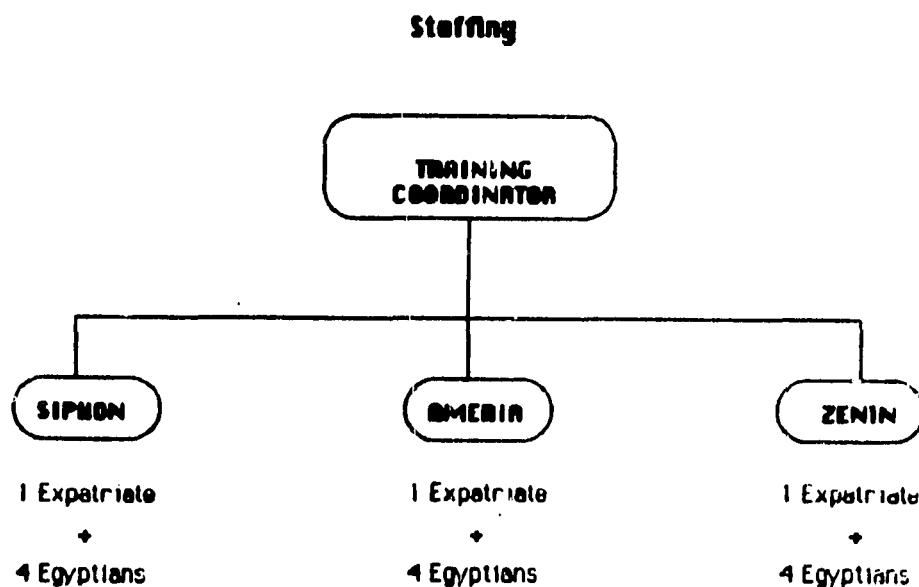 Staffing
TRAINING
COORDINATOR
SIPHON
AMERIA
ZENIN
1 Expatriate
+
4 Egyptians
1 Expatriate
+
4 Egyptians
1 Expatriate
+
4 Egyptians